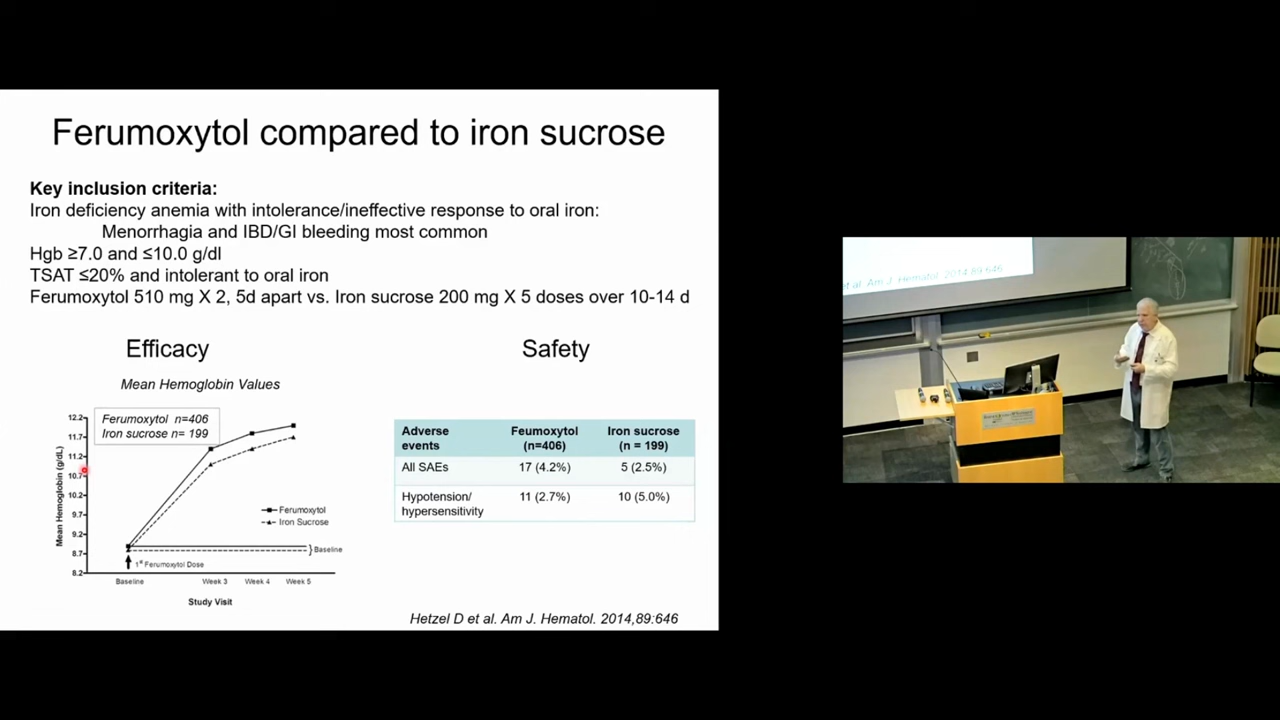 Ferumoxytol compared to iron sucrose
Key inclusion criteria:
Iron deficiency anemia with intolerance/ineffective response to oral iron:
Menorrhagia and IBD/GI bleeding most common
Hgb ≥7.0 and ≤10.0 g/dl
TSAT ≤20% and intolerant to oral iron
Ferumoxytol 510 mg X 2, 5d apart vs. Iron sucrose 200 mg X 5 doses over 10-14 d
Efficacy
Mean Hemoglobin Values
Ferumoxytol n=406
Iron sucrose n= 199
Mean Hemoglobin (g/dL)
12.2
11.7
11.2
10.7
10.2
9.7
9.2
8.7
8.2
Ferumoxytol
Iron Sucrose
}Baseline
1st Ferumoxytol Dose
Baseline Week 3 Week 4 Week 5
Study Visit
Safety
Adverse events Feumoxytol (n=406) Iron sucrose (n = 199)
All SAEs 17 (4.2%) 5 (2.5%)
Hypotension/ hypersensitivity 11 (2.7%) 10 (5.0%)
Hetzel D et al. Am J. Hematol. 2014,89:646
et al. Am J. Hematol. 2014,89:646